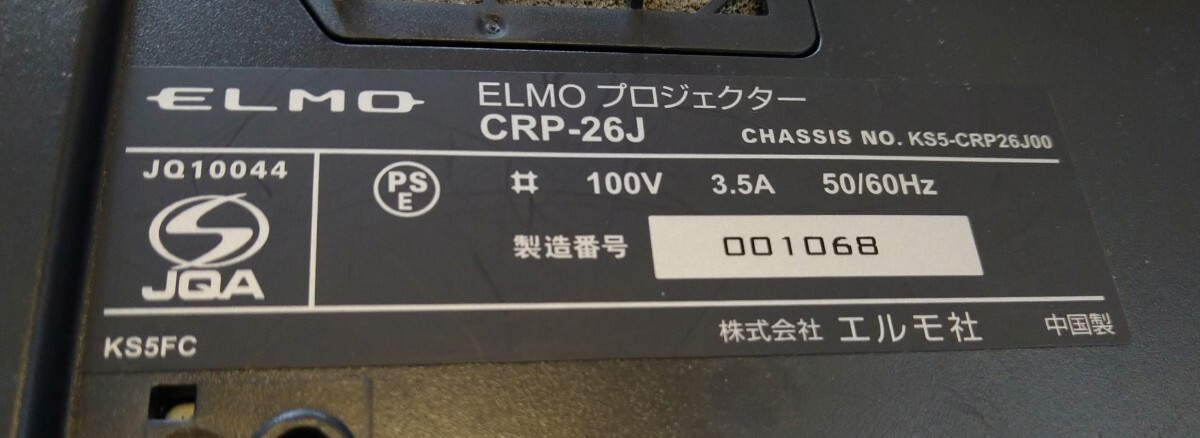 ELMO
ELMO プロジェクター
CRP-26J
CHASSIS NO. KS5-CRP26J00
JQ10044
JQA
PS
E
100V 3.5A 50/60Hz
製造番号 001068
KS5FC
株式会社 エルモ社 中国製